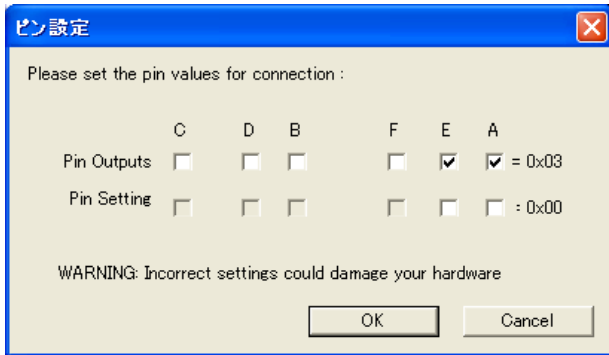 ピン設定
Please set the pin values for connection :
C D B F E A
Pin Outputs = 0x03
Pin Setting : 0x00
WARNING: Incorrect settings could damage your hardware
OK Cancel